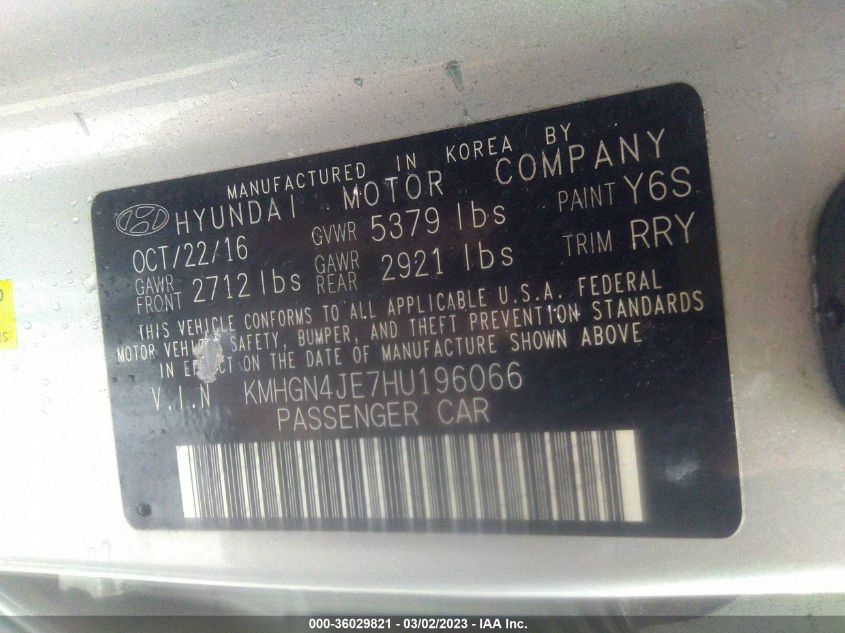 MANUFACTURED IN KOREA BY
HYUNDAI MOTOR COMPANY
OCT/22/16 GVWR 5379 lbs PAINT Y6S
GAWR FRONT 2712 lbs GAWR REAR 2921 lbs TRIM RRY
THIS VEHICLE CONFORMS TO ALL APPLICABLE U.S.A. FEDERAL
MOTOR VEHICLE SAFETY, BUMPER, AND THEFT PREVENTION STANDARDS
IN EFFECT ON THE DATE OF MANUFACTURE SHOWN ABOVE
V.I.N KMHGN4JE7HU196066
PASSENGER CAR
000-36029821 - 03/02/2023 - IAA Inc.